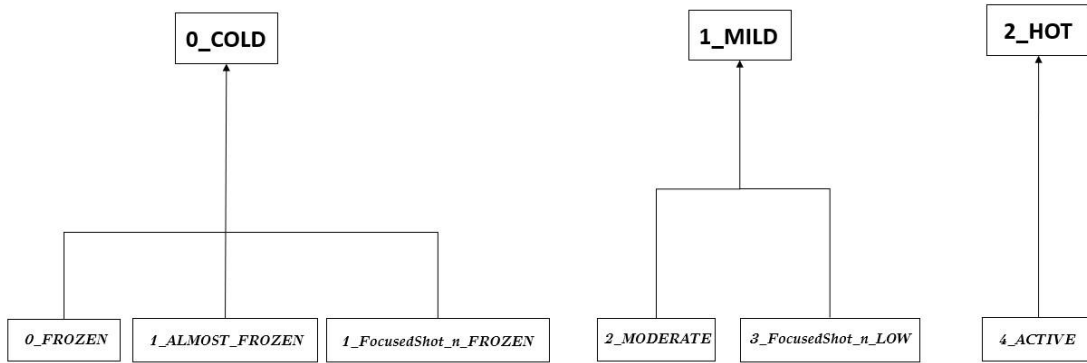 0_COLD
1_MILD
2_HOT
0_FROZEN
1_ALMOST_FROZEN
1_FocusedShot_n_FROZEN
2_MODERATE
3_FocusedShot_n_LOW
4_ACTIVE